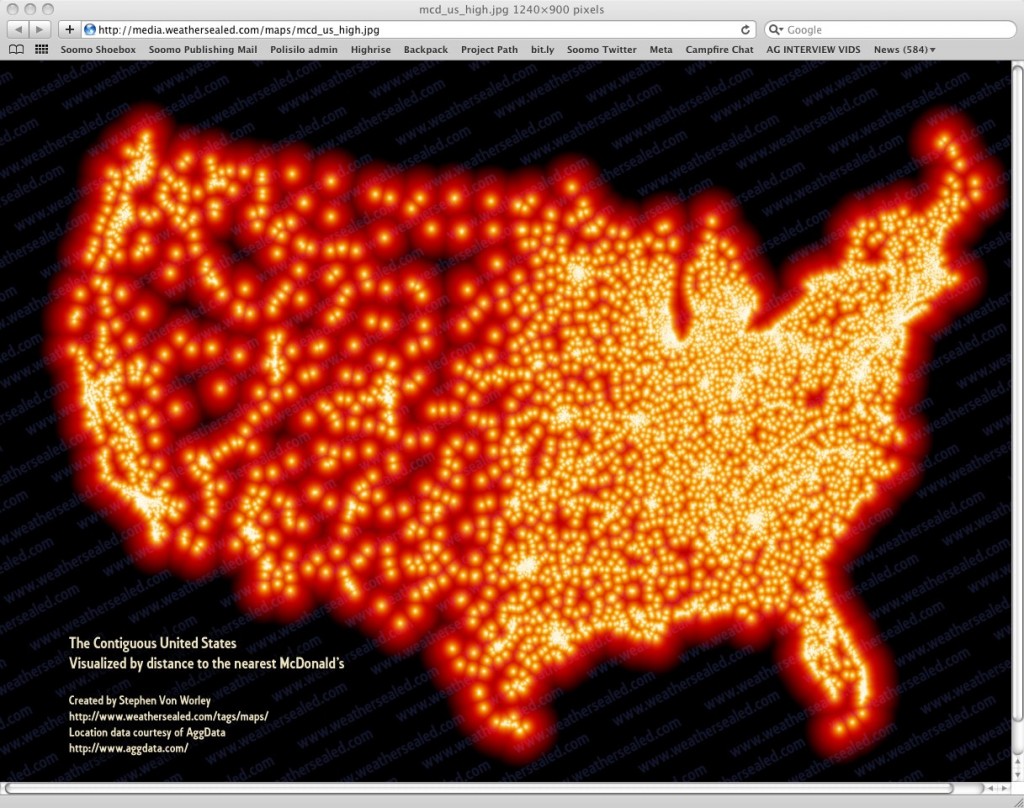 mcd_us_high.jpg 1240×900 pixels
http://media.weathersealed.com/maps/mcd_us_high.jpg
Google
Soomo Shoebox Soomo Publishing Mail Polisilo admin Highrise Backpack Project Path bit.ly Soomo Twitter Meta Campfire Chat AG INTERVIEW VIDS News (584)▾
www.weathersealed.com
The Contiguous United States
Visualized by distance to the nearest McDonald's
Created by Stephen Von Worley
http://www.weathersealed.com/tags/maps/
Location data courtesy of AggData
http://www.aggdata.com/